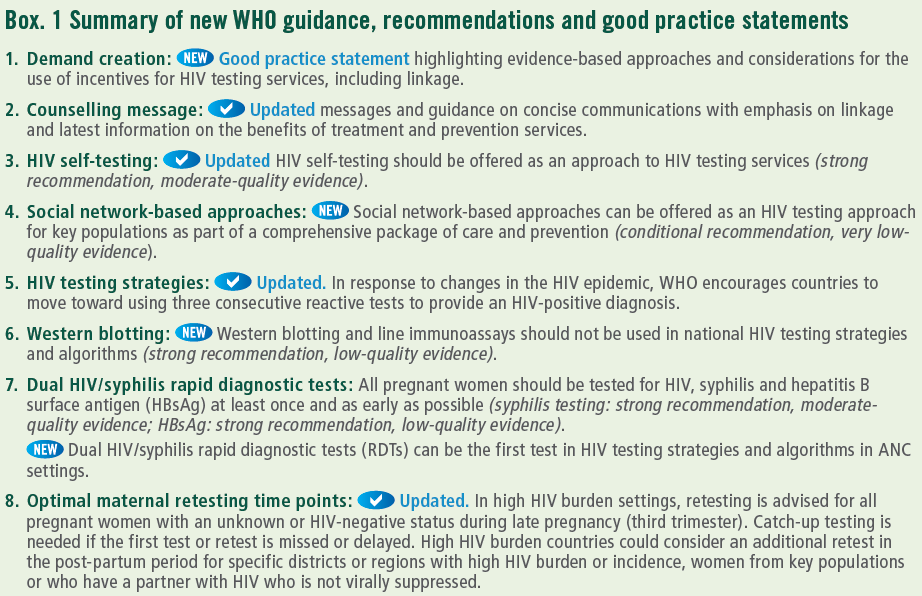 Box. 1 Summary of new WHO guidance, recommendations and good practice statements
1. Demand creation: NEW Good practice statement highlighting evidence-based approaches and considerations for the
use of incentives for HIV testing services, including linkage.
2. Counselling message: ✓ Updated messages and guidance on concise communications with emphasis on linkage
and latest information on the benefits of treatment and prevention services.
3. HIV self-testing: ✓ Updated HIV self-testing should be offered as an approach to HIV testing services (strong
recommendation, moderate-quality evidence).
4. Social network-based approaches: NEW Social network-based approaches can be offered as an HIV testing approach
for key populations as part of a comprehensive package of care and prevention (conditional recommendation, very low-
quality evidence).
5. HIV testing strategies: ✓ Updated. In response to changes in the HIV epidemic, WHO encourages countries to
move toward using three consecutive reactive tests to provide an HIV-positive diagnosis.
6. Western blotting: NEW Western blotting and line immunoassays should not be used in national HIV testing strategies
and algorithms (strong recommendation, low-quality evidence).
7. Dual HIV/syphilis rapid diagnostic tests: All pregnant women should be tested for HIV, syphilis and hepatitis B
surface antigen (HBsAg) at least once and as early as possible (syphilis testing: strong recommendation, moderate-
quality evidence; HBsAg: strong recommendation, low-quality evidence).
NEW Dual HIV/syphilis rapid diagnostic tests (RDTs) can be the first test in HIV testing strategies and algorithms in ANC
settings.
8. Optimal maternal retesting time points: ✓ Updated. In high HIV burden settings, retesting is advised for all
pregnant women with an unknown or HIV-negative status during late pregnancy (third trimester). Catch-up testing is
needed if the first test or retest is missed or delayed. High HIV burden countries could consider an additional retest in
the post-partum period for specific districts or regions with high HIV burden or incidence, women from key populations
or who have a partner with HIV who is not virally suppressed.